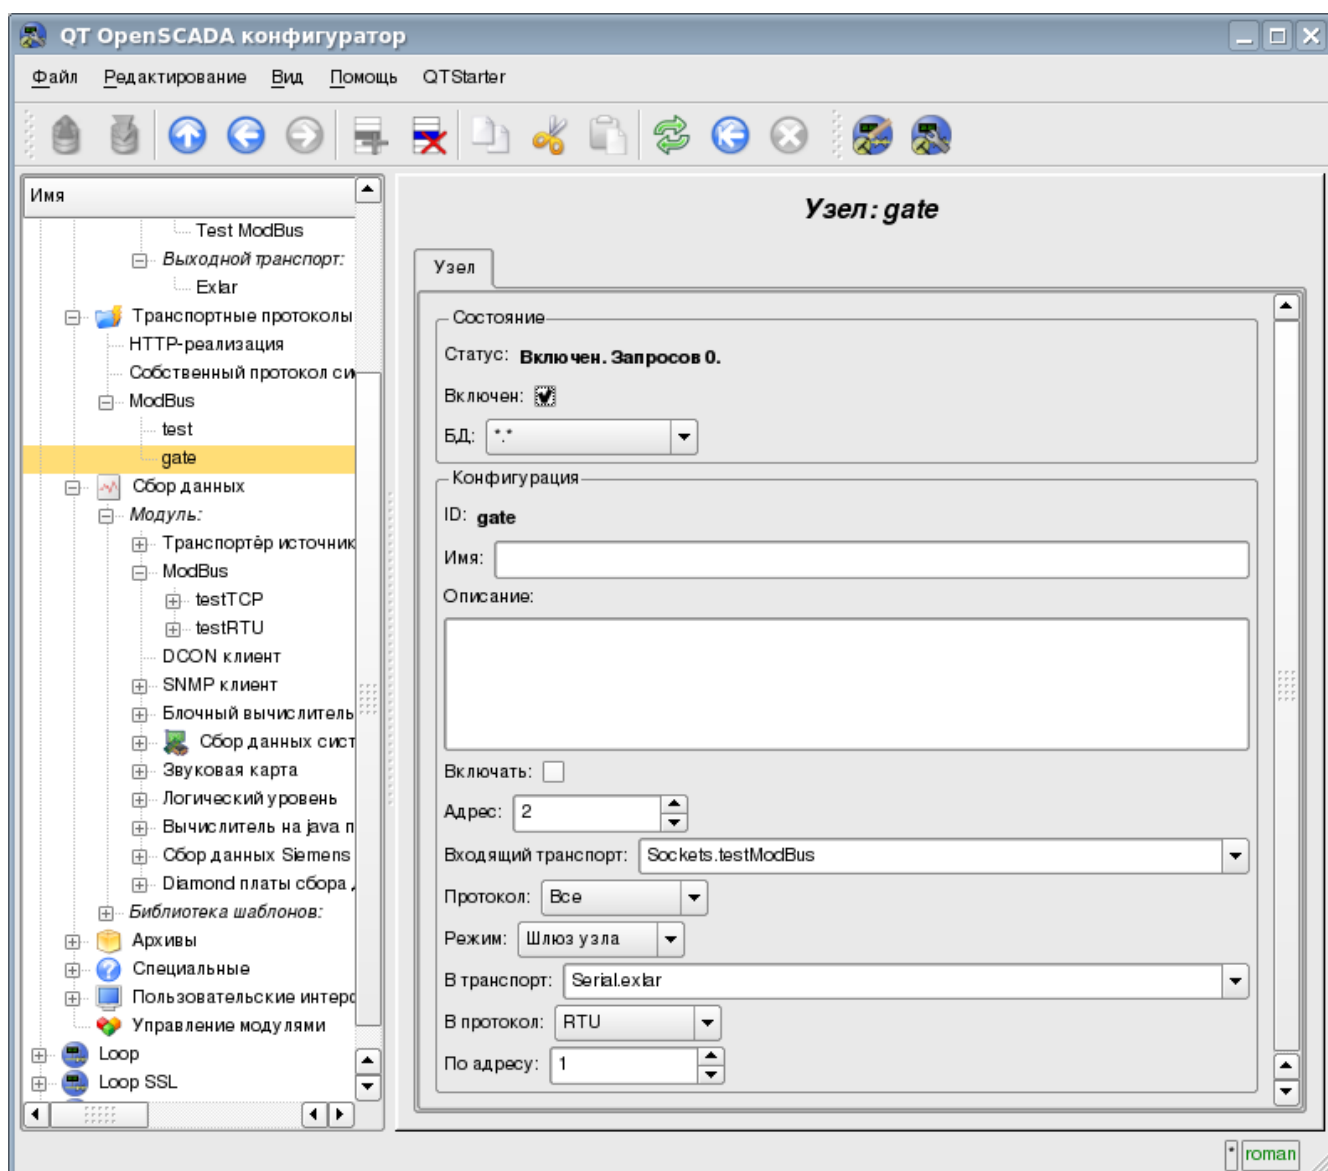 QT OpenSCADA конфигуратор
Файл Редактирование Вид Помощь QTStarter
Имя
Test ModBus
Выходной транспорт:
Exlar
Транспортные протоколы
HTTP-реализация
Собственный протокол си
ModBus
test
gate
Сбор данных
Модуль:
Транспортёр источник
ModBus
testTCP
testRTU
DCON клиент
SNMP клиент
Блочный вычислитель
Сбор данных сист
Звуковая карта
Логический уровень
Вычислитель на java п
Сбор данных Siemens
Diamond платы сбора
Библиотека шаблонов:
Архивы
Специальные
Пользовательские интерф
Управление модулями
Loop
Loop SSL
Узел: gate
Узел
Состояние
Статус: Включен. Запросов 0.
Включен:
БД: *.*
Конфигурация
ID: gate
Имя:
Описание:
Включать:
Адрес: 2
Входящий транспорт: Sockets.testModBus
Протокол: Все
Режим: Шлюз узла
В транспорт: Serial.exlar
В протокол: RTU
По адресу: 1
* roman